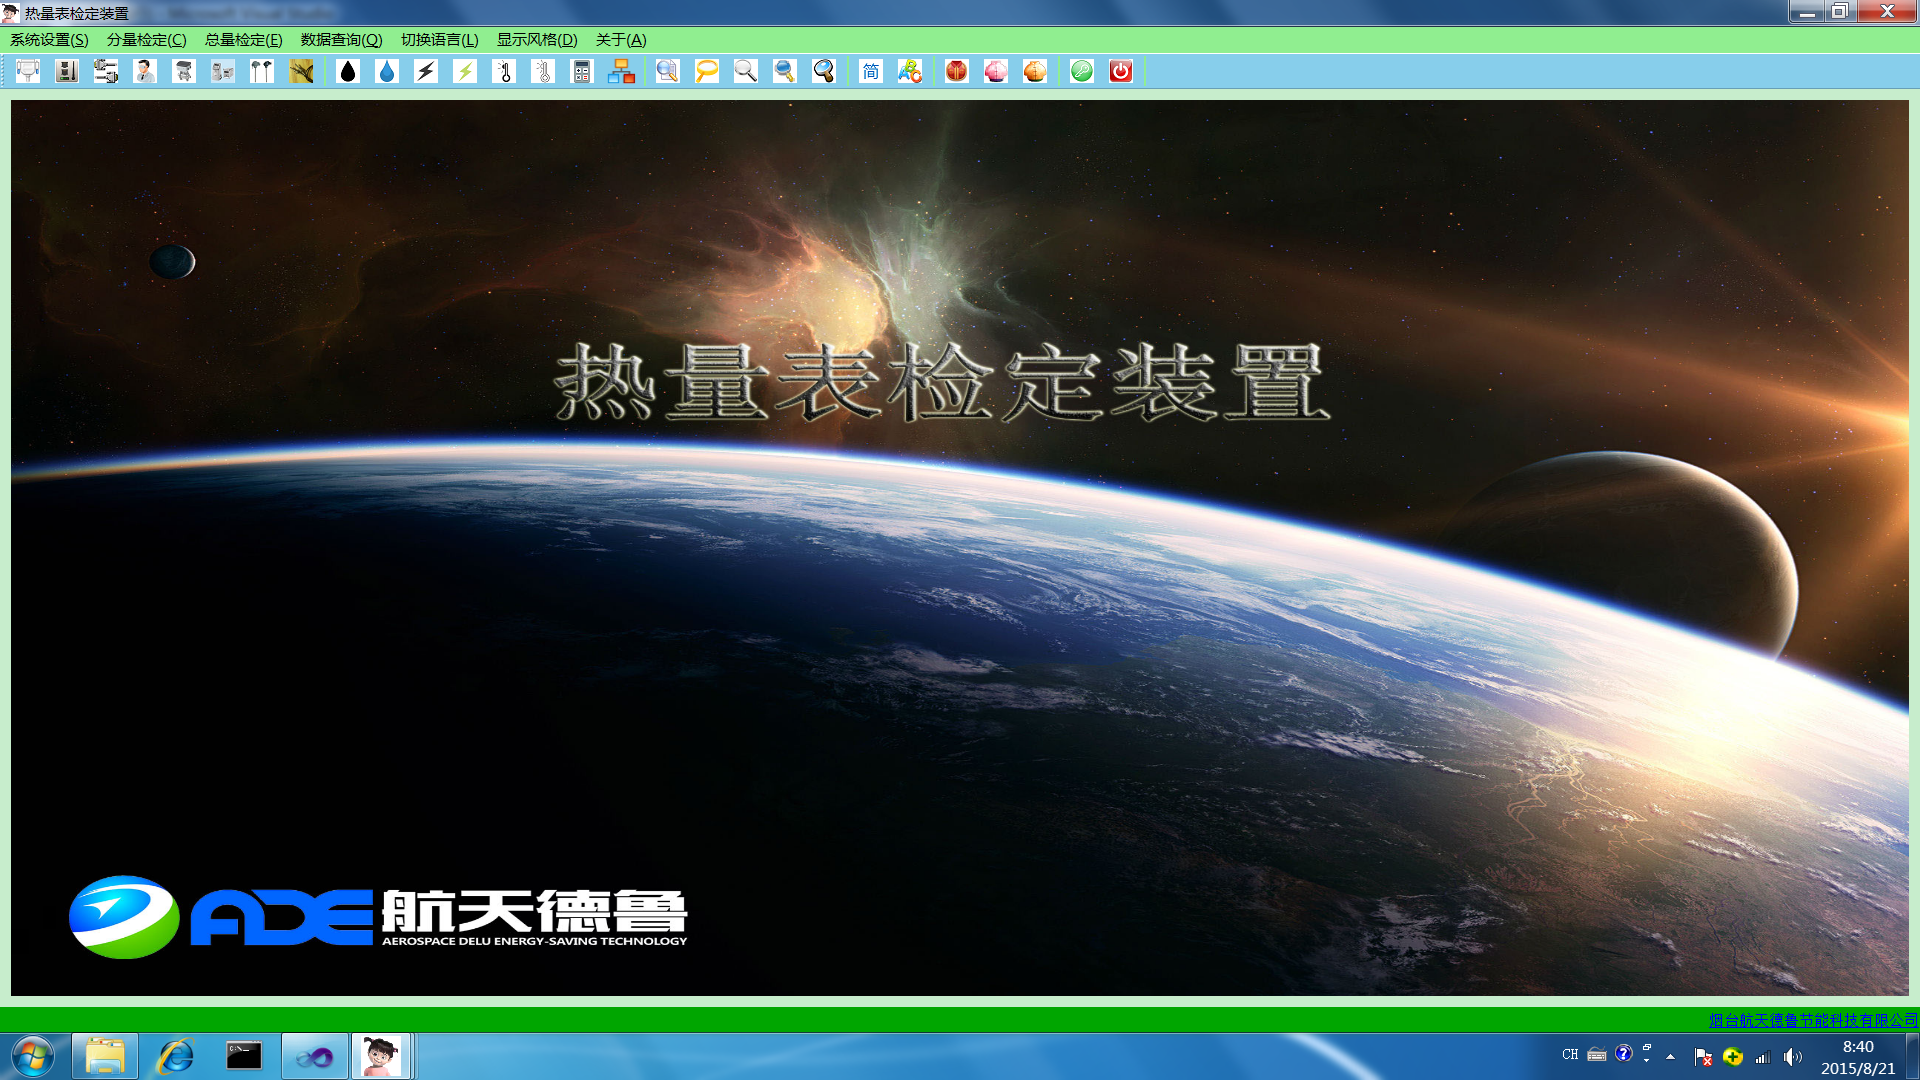 热量表检定装置
系统设置(S) 分量检定(C) 总量检定(E) 数据查询(Q) 切换语言(L) 显示风格(D) 关于(A)
简 ABC
热量表检定装置
ADE 航天德鲁
AEROSPACE DELU ENERGY-SAVING TECHNOLOGY
烟台航天德鲁节能科技有限公司
CH
8:40
2015/8/21